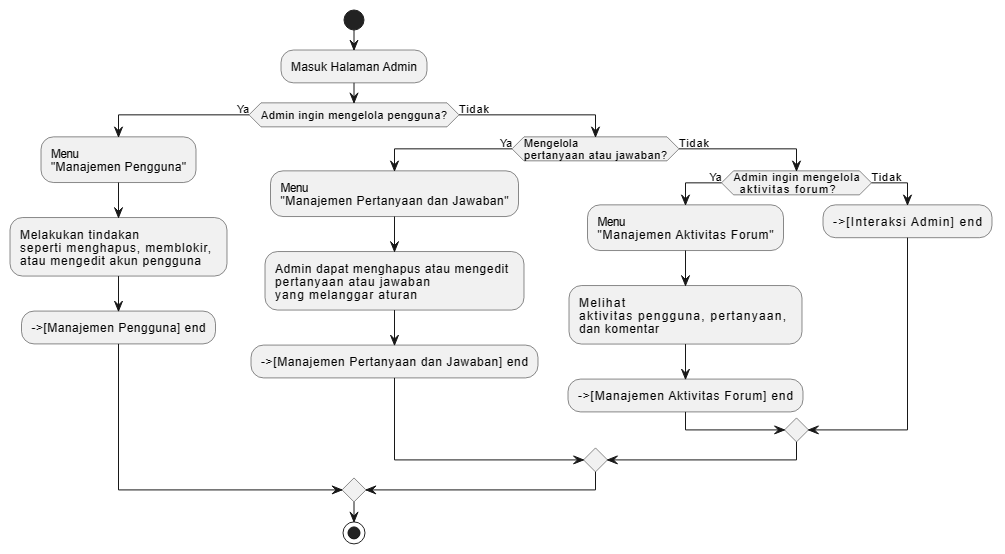 Masuk Halaman Admin
Ya
Admin ingin mengelola pengguna?
Tidak
Menu
"Manajemen Pengguna"
Melakukan tindakan
seperti menghapus, memblokir,
atau mengedit akun pengguna
->[Manajemen Pengguna] end
Ya
Mengelola
pertanyaan atau jawaban?
Tidak
Menu
"Manajemen Pertanyaan dan Jawaban"
Admin dapat menghapus atau mengedit
pertanyaan atau jawaban
yang melanggar aturan
->[Manajemen Pertanyaan dan Jawaban] end
Ya
Admin ingin mengelola
aktivitas forum?
Tidak
Menu
"Manajemen Aktivitas Forum"
Melihat
aktivitas pengguna, pertanyaan,
dan komentar
->[Manajemen Aktivitas Forum] end
->[Interaksi Admin] end